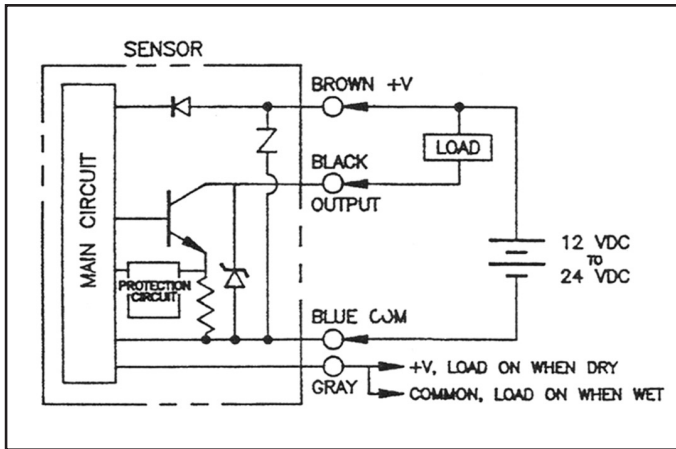 SENSOR
BROWN +V
LOAD
BLACK
OUTPUT
MAIN CIRCUIT
12 VDC
TO
24 VDC
PROTECTION
CIRCUIT
BLUE COM
+V, LOAD ON WHEN DRY
GRAY
COMMON, LOAD ON WHEN WET